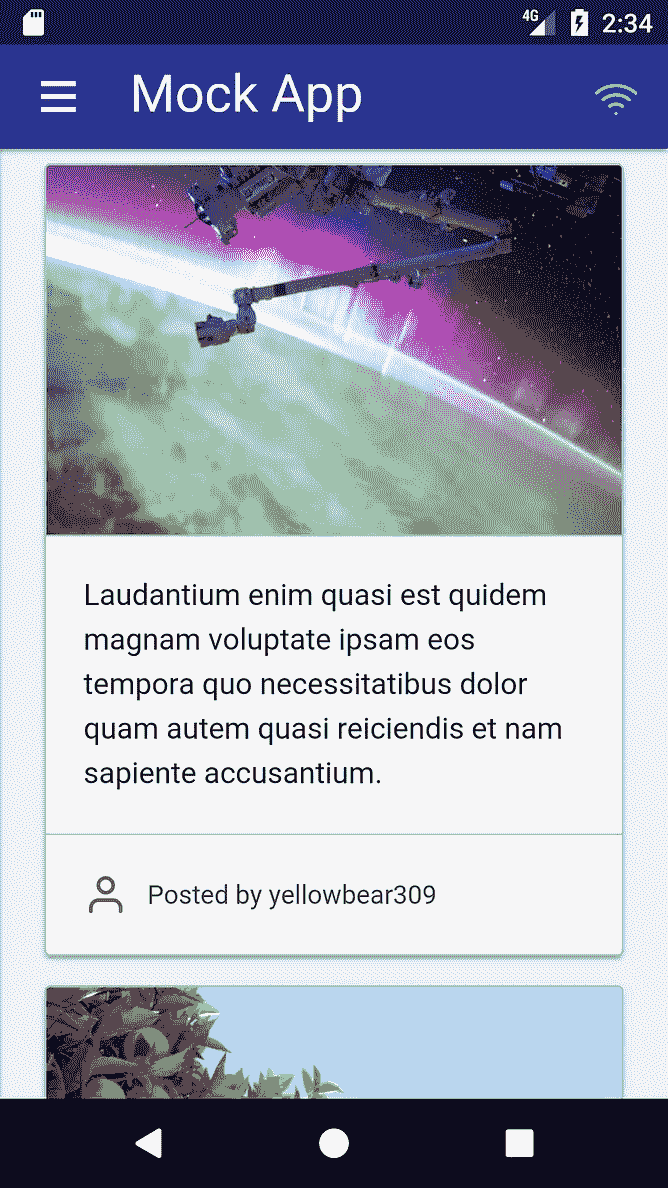 4G 2:34
Mock App
Laudantium enim quasi est quidem
magnam voluptate ipsam eos
tempora quo necessitatibus dolor
quam autem quasi reiciendis et nam
sapiente accusantium.
Posted by yellowbear309